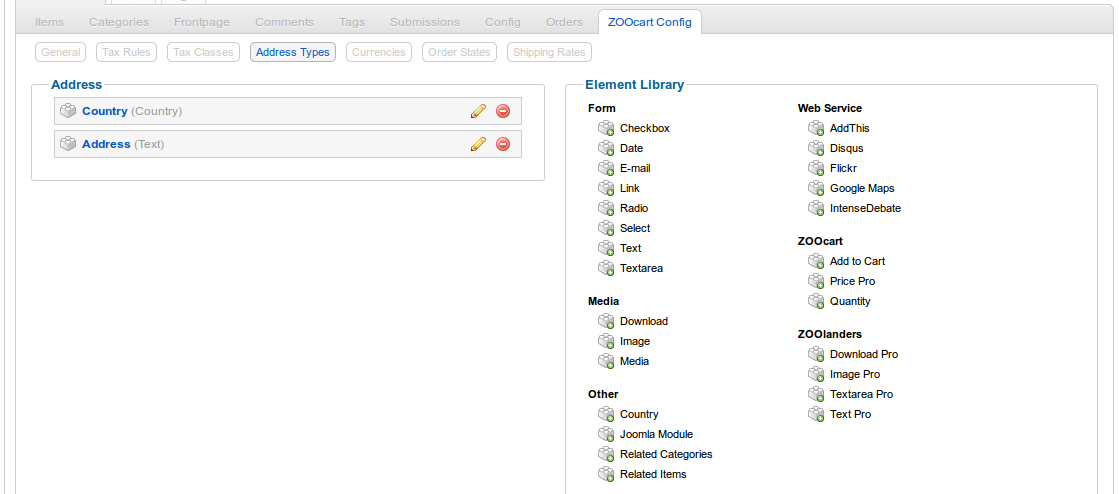 Items Categories Frontpage Comments Tags Submissions Config Orders ZOOcart Config
General Tax Rules Tax Classes Address Types Currencies Order States Shipping Rates
Address
Country (Country)
Address (Text)
Element Library
Form
Checkbox
Date
E-mail
Link
Radio
Select
Text
Textarea
Media
Download
Image
Media
Other
Country
Joomla Module
Related Categories
Related Items
Web Service
AddThis
Disqus
Flickr
Google Maps
IntenseDebate
ZOOcart
Add to Cart
Price Pro
Quantity
ZOOlanders
Download Pro
Image Pro
Textarea Pro
Text Pro